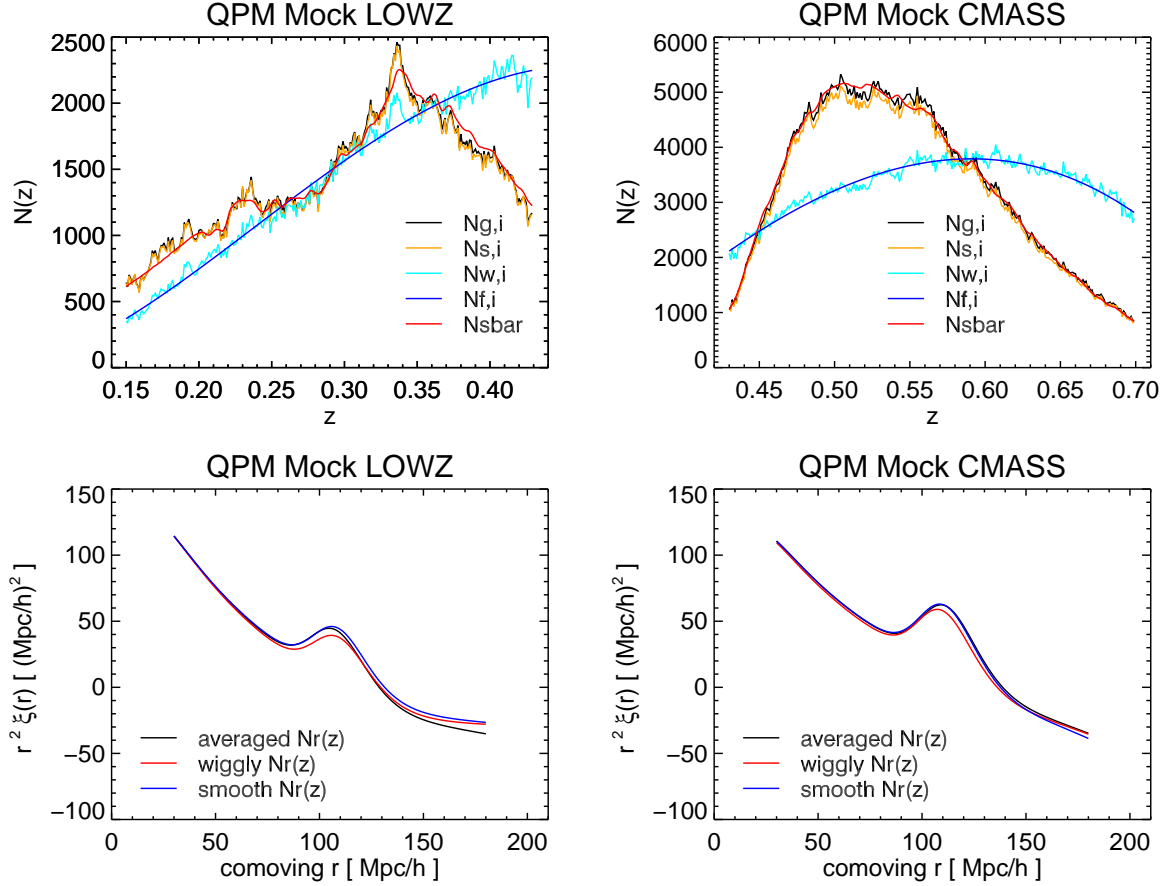 QPM Mock LOWZ
2500
2000
1500
1000
500
0
N(z)
Ng,i
Ns,i
Nw,i
Nf,i
Nsbar
0.15 0.20 0.25 0.30 0.35 0.40
z
QPM Mock CMASS
6000
5000
4000
3000
2000
1000
0
N(z)
Ng,i
Ns,i
Nw,i
Nf,i
Nsbar
0.45 0.50 0.55 0.60 0.65 0.70
z
QPM Mock LOWZ
150
100
50
0
−50
−100
r ² ξ(r) [ (Mpc/h)² ]
averaged Nr(z)
wiggly Nr(z)
smooth Nr(z)
0 50 100 150 200
comoving r [ Mpc/h ]
QPM Mock CMASS
150
100
50
0
−50
−100
r ² ξ(r) [ (Mpc/h)² ]
averaged Nr(z)
wiggly Nr(z)
smooth Nr(z)
0 50 100 150 200
comoving r [ Mpc/h ]